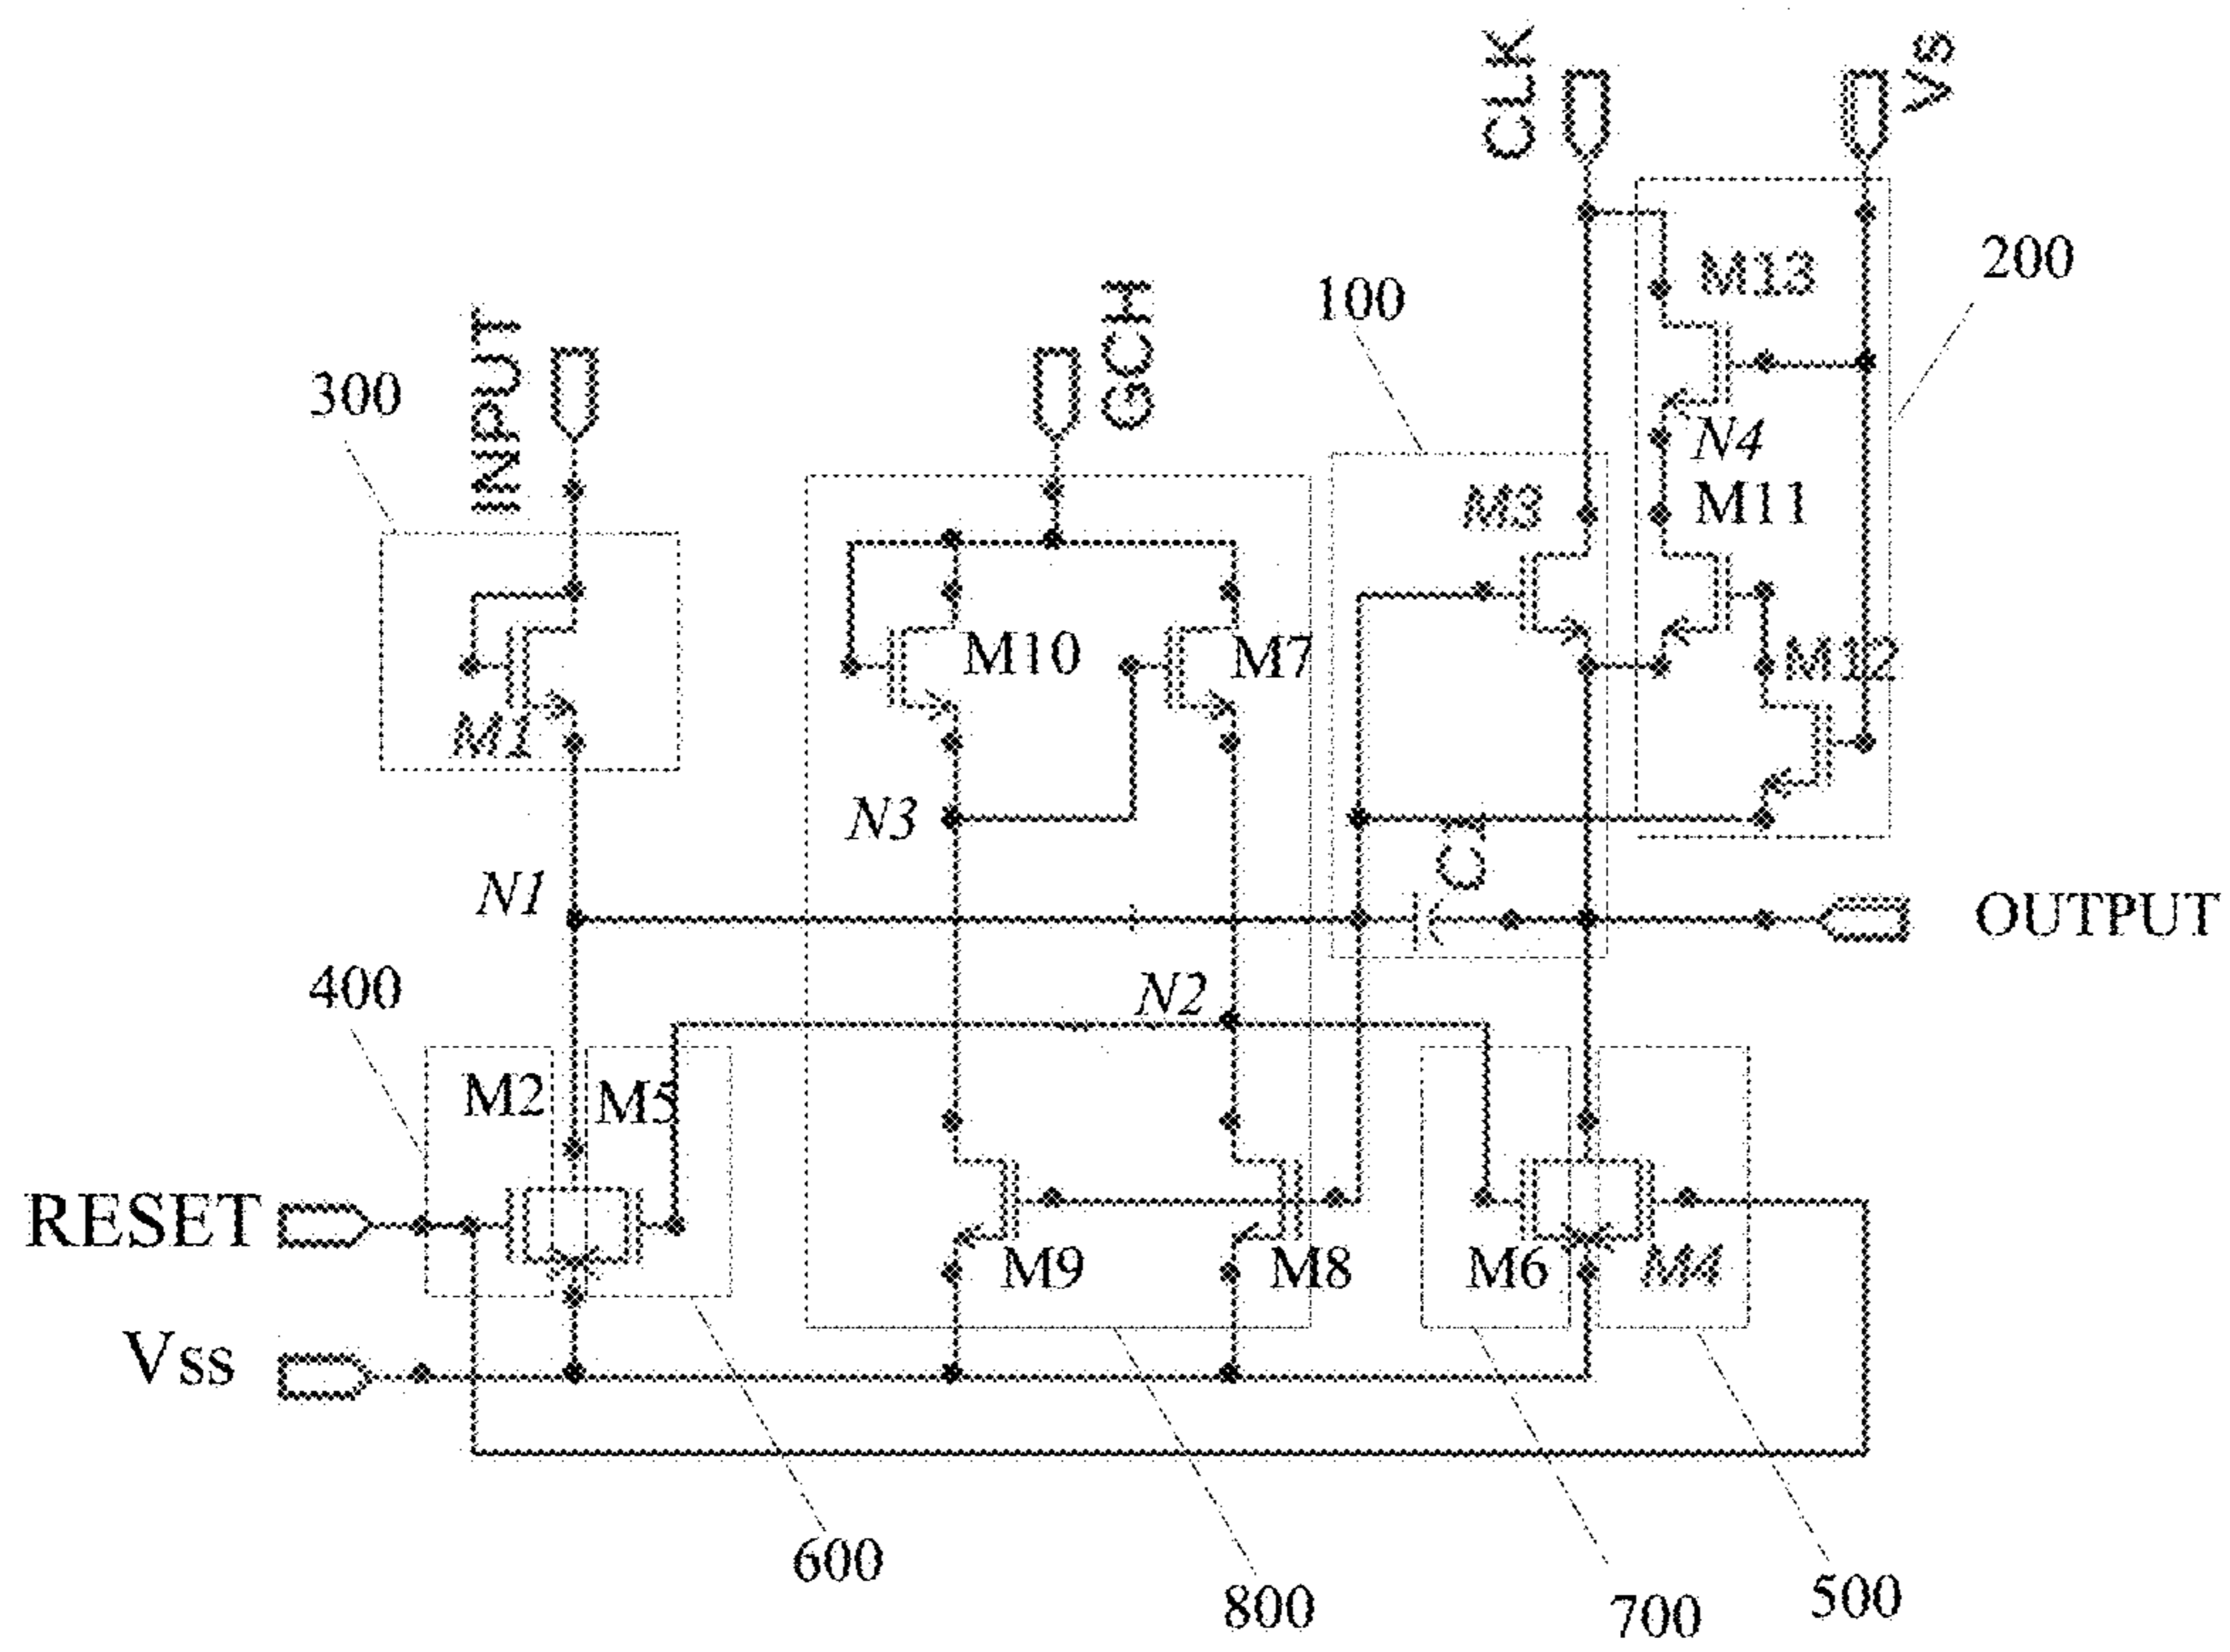 CLK
Vs
200
M13
100
INPUT
GCH
300
N4
M3
M11
M10
M7
M12
M1
N3
C1
N1
OUTPUT
N2
400
M2
M5
RESET
M9
M8
M6
M4
Vss
600
800
700
500